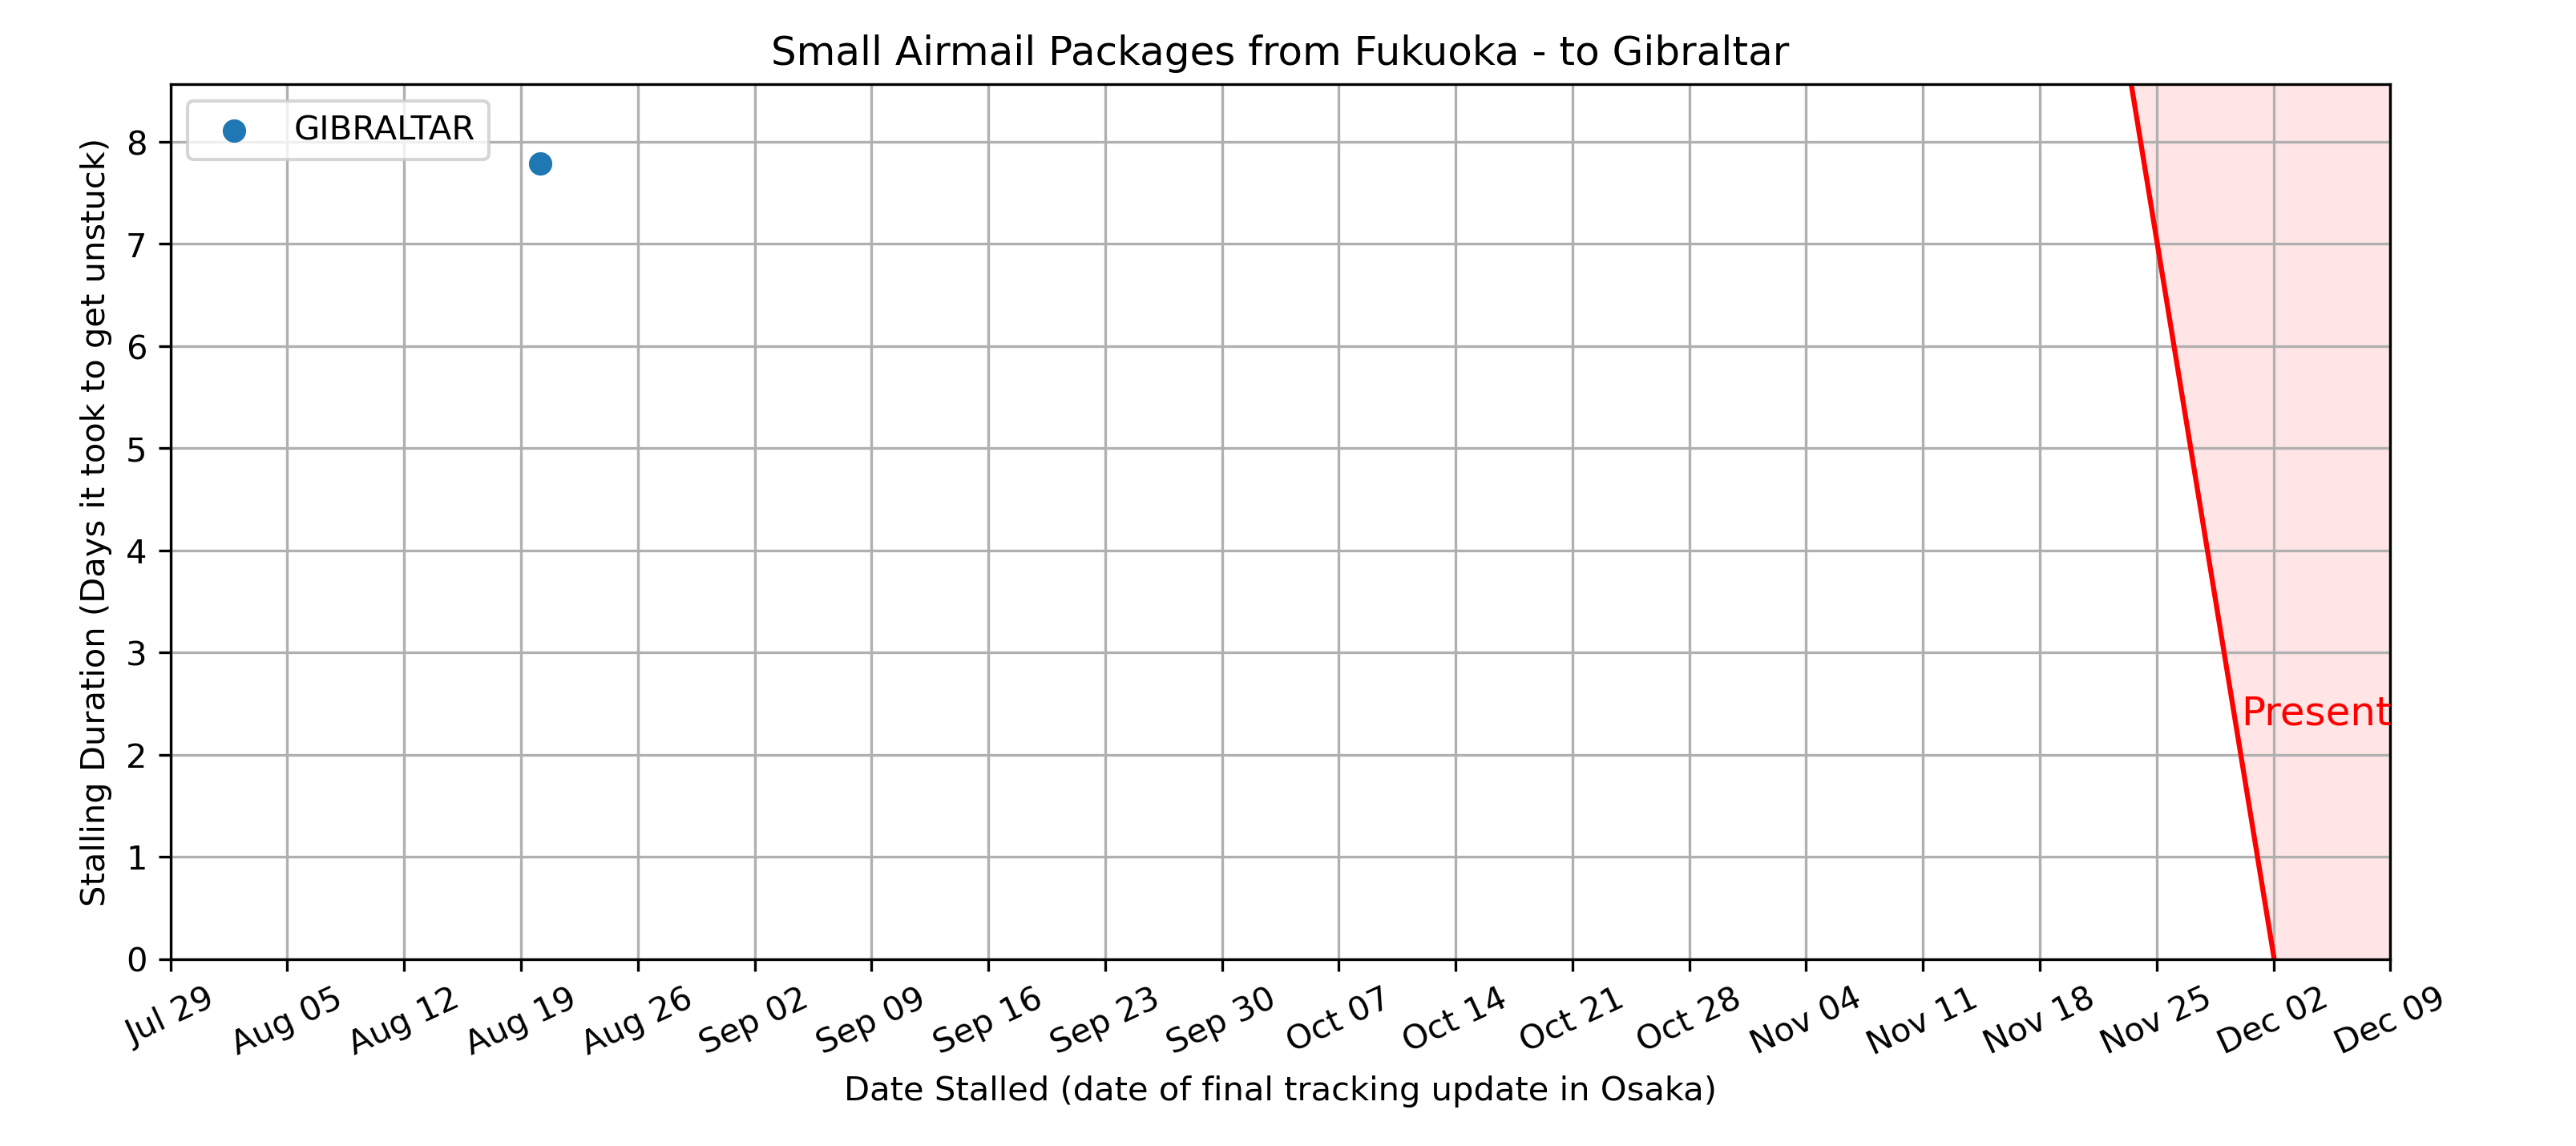 Small Airmail Packages from Fukuoka - to Gibraltar
GIBRALTAR
Stalling Duration (Days it took to get unstuck)
8
7
6
5
4
3
2
1
0
Present
Jul 29 Aug 05 Aug 12 Aug 19 Aug 26 Sep 02 Sep 09 Sep 16 Sep 23 Sep 30 Oct 07 Oct 14 Oct 21 Oct 28 Nov 04 Nov 11 Nov 18 Nov 25 Dec 02 Dec 09
Date Stalled (date of final tracking update in Osaka)